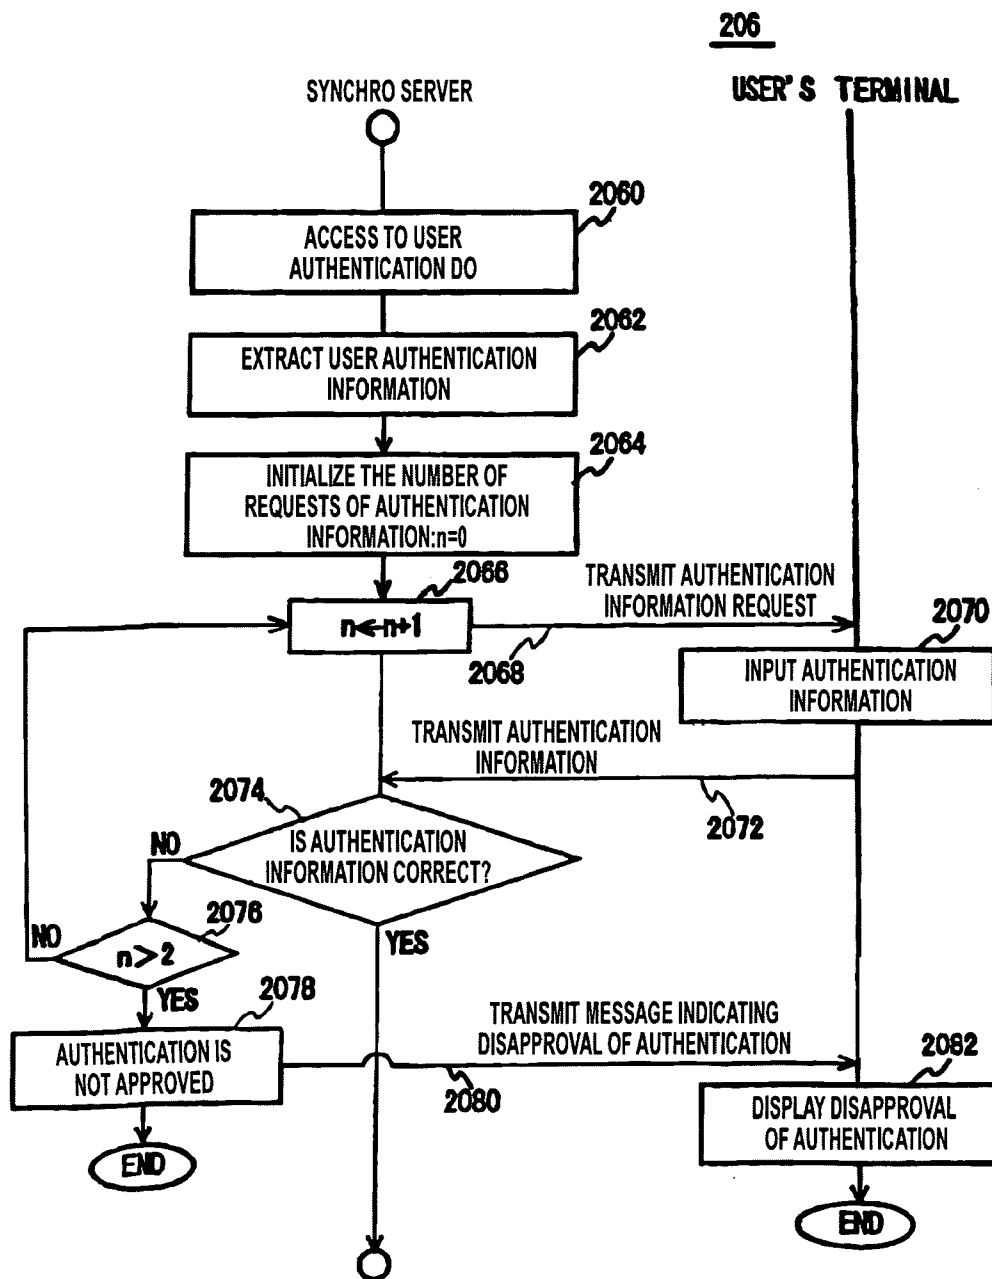 206
SYNCHRO SERVER
USER'S TERMINAL
2060
ACCESS TO USER
AUTHENTICATION DO
2062
EXTRACT USER AUTHENTICATION
INFORMATION
2064
INITIALIZE THE NUMBER OF
REQUESTS OF AUTHENTICATION
INFORMATION:n=0
2066
n←n+1
TRANSMIT AUTHENTICATION
INFORMATION REQUEST
2068
2070
INPUT AUTHENTICATION
INFORMATION
TRANSMIT AUTHENTICATION
INFORMATION
2072
2074
IS AUTHENTICATION
INFORMATION CORRECT?
NO
YES
2076
n>2
NO
YES
2078
AUTHENTICATION IS
NOT APPROVED
TRANSMIT MESSAGE INDICATING
DISAPPROVAL OF AUTHENTICATION
2080
2082
DISPLAY DISAPPROVAL
OF AUTHENTICATION
END
END